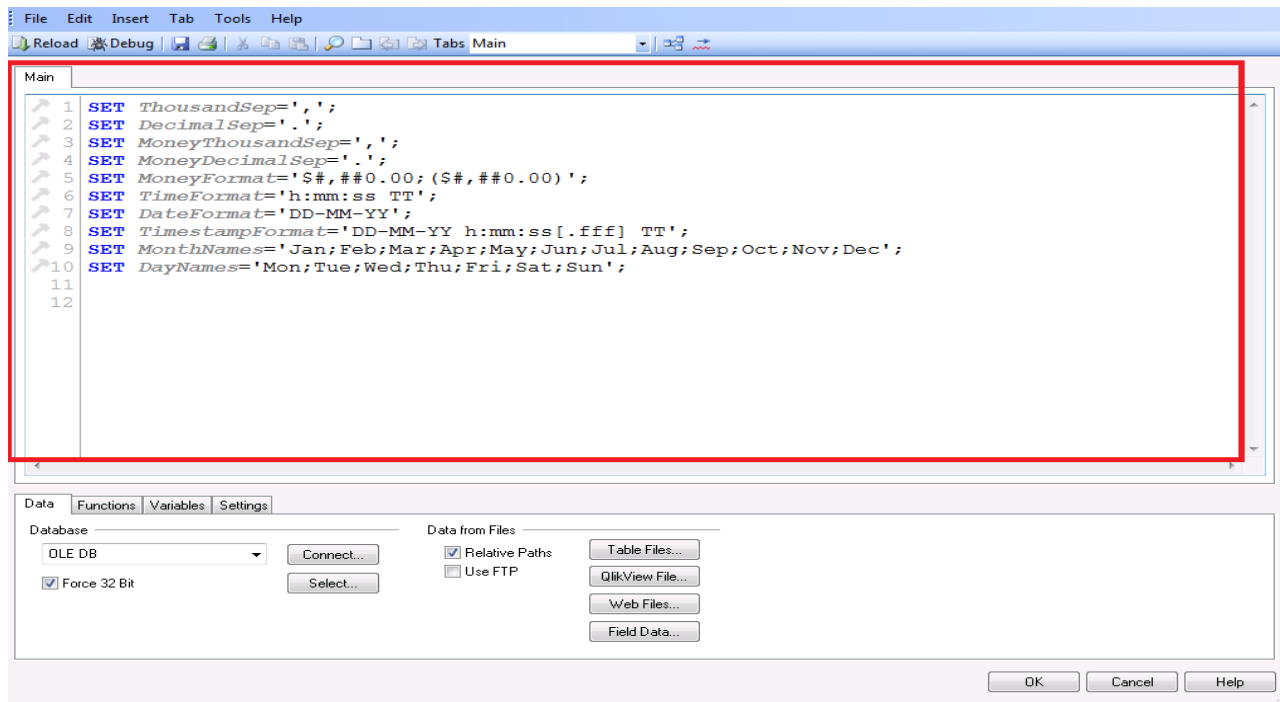 File Edit Insert Tab Tools Help
Reload Debug Tabs Main
Main
1 SET ThousandSep=',';
2 SET DecimalSep='.';
3 SET MoneyThousandSep=',';
4 SET MoneyDecimalSep='.';
5 SET MoneyFormat='$#,##0.00;($#,##0.00)';
6 SET TimeFormat='h:mm:ss TT';
7 SET DateFormat='DD-MM-YY';
8 SET TimestampFormat='DD-MM-YY h:mm:ss[.fff] TT';
9 SET MonthNames='Jan;Feb;Mar;Apr;May;Jun;Jul;Aug;Sep;Oct;Nov;Dec';
10 SET DayNames='Mon;Tue;Wed;Thu;Fri;Sat;Sun';
11
12
Data Functions Variables Settings
Database Data from Files
OLE DB Connect... Relative Paths Table Files...
Force 32 Bit Select... Use FTP QlikView File...
Web Files...
Field Data...
OK Cancel Help